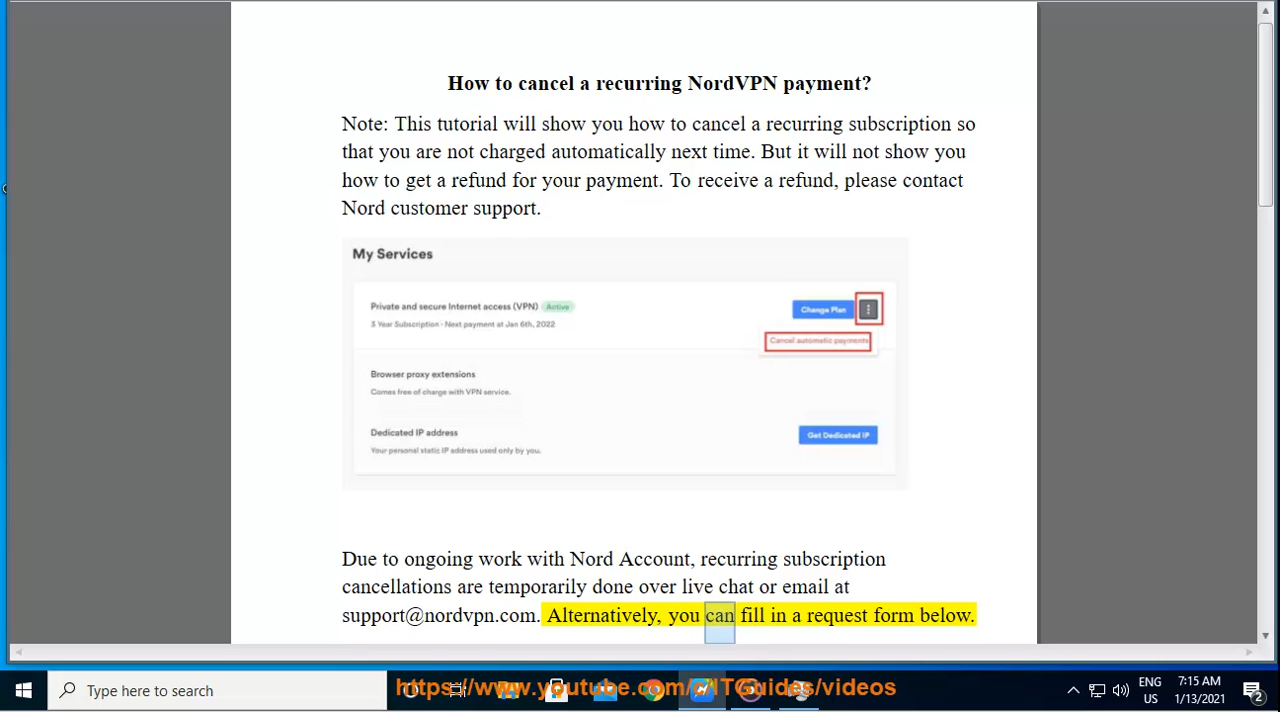 How to cancel a recurring NordVPN payment?
Note: This tutorial will show you how to cancel a recurring subscription so
that you are not charged automatically next time. But it will not show you
how to get a refund for your payment. To receive a refund, please contact
Nord customer support.
My Services
Private and secure Internet access (VPN) Active
Change Plan
3 Year Subscription - Next payment at Jan 6th, 2022
Cancel automatic payments
Browser proxy extensions
Comes free of charge with VPN service.
Dedicated IP address
Get Dedicated IP
Your personal static IP address used only by you.
Due to ongoing work with Nord Account, recurring subscription
cancellations are temporarily done over live chat or email at
support@nordvpn.com. Alternatively, you can fill in a request form below.
Type here to search
https://www.youtube.com/c/ITGuides/videos
ENG
US
7:15 AM
1/13/2021
2